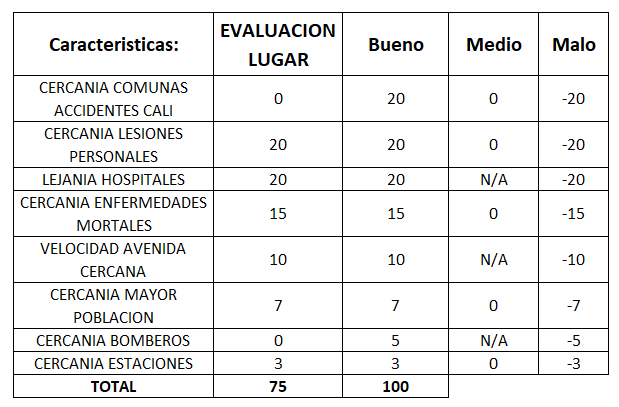 Caracteristicas: EVALUACION LUGAR Bueno Medio Malo
CERCANIA COMUNAS ACCIDENTES CALI 0 20 0 -20
CERCANIA LESIONES PERSONALES 20 20 0 -20
LEJANIA HOSPITALES 20 20 N/A -20
CERCANIA ENFERMEDADES MORTALES 15 15 0 -15
VELOCIDAD AVENIDA CERCANA 10 10 N/A -10
CERCANIA MAYOR POBLACION 7 7 0 -7
CERCANIA BOMBEROS 0 5 N/A -5
CERCANIA ESTACIONES 3 3 0 -3
TOTAL 75 100